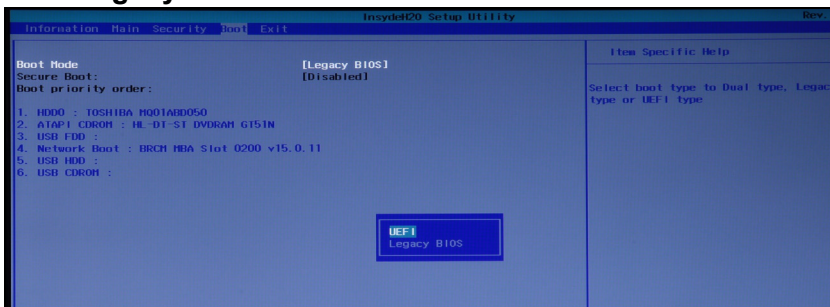 InsydeH2O Setup Utility
Rev.
Information Main Security Boot Exit
Item Specific Help
Boot Mode [Legacy BIOS]
Secure Boot: [Disabled]
Boot priority order:
Select boot type to Dual type, Legac
type or UEFI type
1. HDD0 : TOSHIBA MQ01ABD050
2. ATAPI CDROM : HL-DT-ST DVDRAM GT51N
3. USB FDD :
4. Network Boot : BRCM MBA Slot 0200 v15.0.11
5. USB HDD :
6. USB CDROM :
UEFI
Legacy BIOS